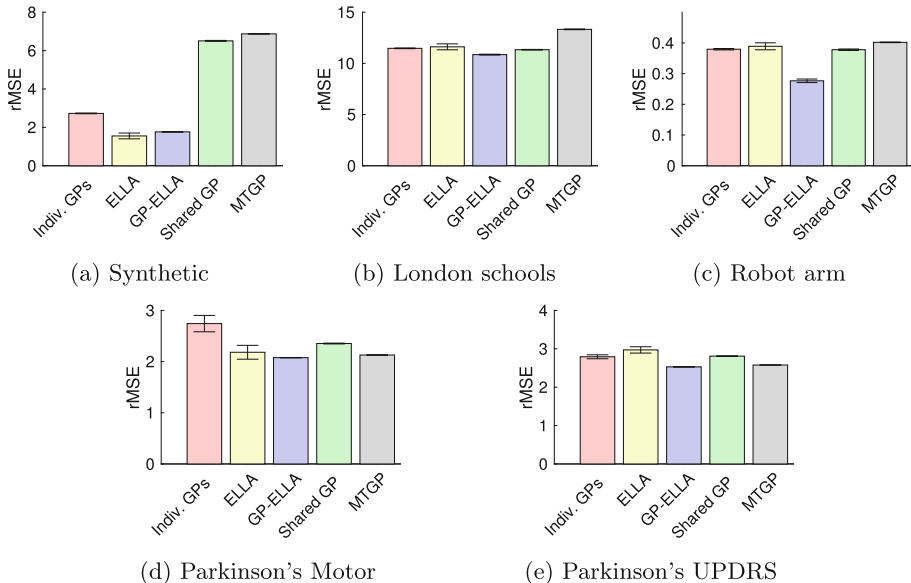 8
6
4
2
0
rMSE
Indiv. GPs
ELLA
GP-ELLA
Shared GP
MTGP
(a) Synthetic
15
10
5
0
rMSE
Indiv. GPs
ELLA
GP-ELLA
Shared GP
MTGP
(b) London schools
0.4
0.3
0.2
0.1
0
rMSE
Indiv. GPs
ELLA
GP-ELLA
Shared GP
MTGP
(c) Robot arm
3
2
1
0
rMSE
Indiv. GPs
ELLA
GP-ELLA
Shared GP
MTGP
(d) Parkinson's Motor
4
3
2
1
0
rMSE
Indiv. GPs
ELLA
GP-ELLA
Shared GP
MTGP
(e) Parkinson's UPDRS